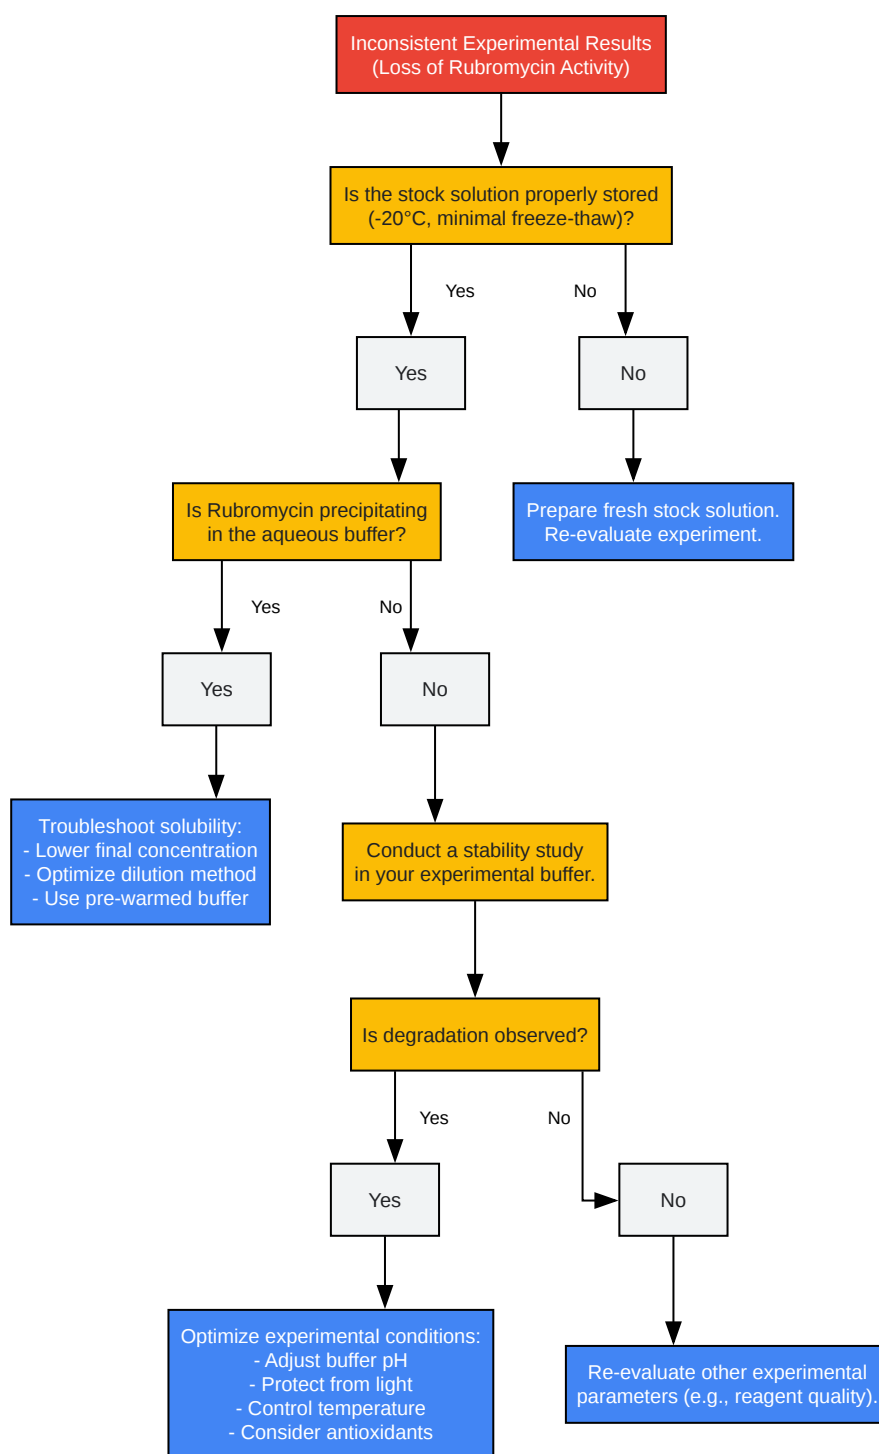 Inconsistent Experimental Results
(Loss of Rubromycin Activity)
Is the stock solution properly stored
(-20°C, minimal freeze-thaw)?
Yes
No
Yes
No
Is Rubromycin precipitating
in the aqueous buffer?
Prepare fresh stock solution.
Re-evaluate experiment.
Yes
No
Yes
No
Troubleshoot solubility:
- Lower final concentration
- Optimize dilution method
- Use pre-warmed buffer
Conduct a stability study
in your experimental buffer.
Is degradation observed?
Yes
No
Yes
No
Optimize experimental conditions:
- Adjust buffer pH
- Protect from light
- Control temperature
- Consider antioxidants
Re-evaluate other experimental
parameters (e.g., reagent quality).